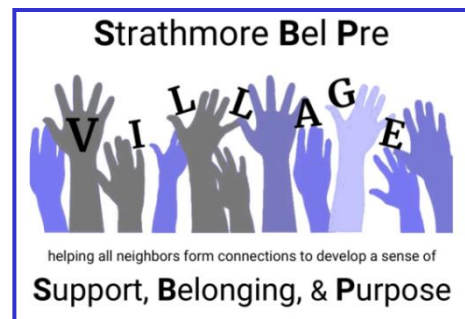 Strathmore Bel Pre
VILLAGE
helping all neighbors form connections to develop a sense of
Support, Belonging, & Purpose